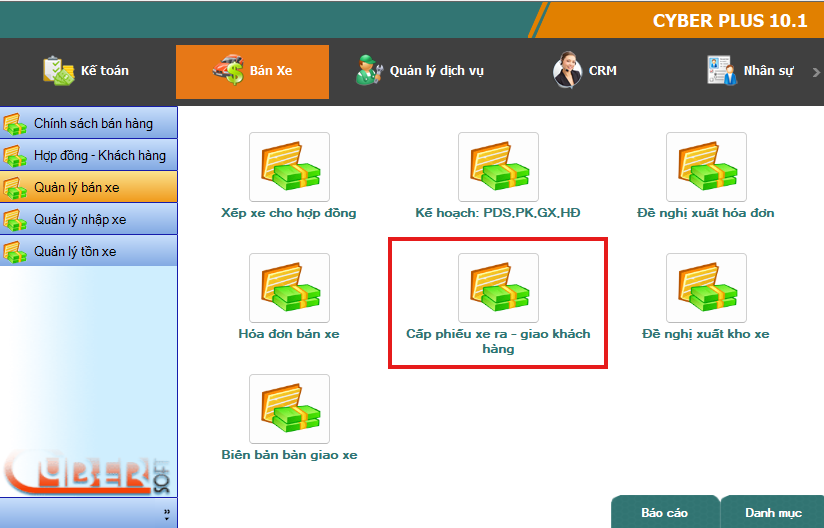 CYBER PLUS 10.1
Kế toán
Bán Xe
Quản lý dịch vụ
CRM
Nhân sự
Chính sách bán hàng
Hợp đồng - Khách hàng
Quản lý bán xe
Quản lý nhập xe
Quản lý tồn xe
Xếp xe cho hợp đồng
Kế hoạch: PDS,PK,GX,HĐ
Đề nghị xuất hóa đơn
Hóa đơn bán xe
Cấp phiếu xe ra - giao khách
hàng
Đề nghị xuất kho xe
Biên bản bàn giao xe
CUBER
SOFT
Báo cáo
Danh mục